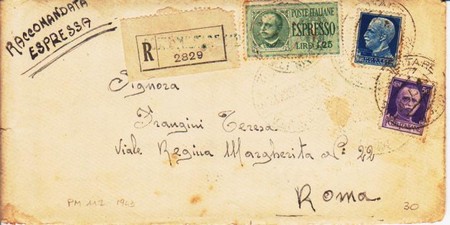 RACCOMANDATA
ESPRESSA
R
2829
POSTE ITALIANE
ESPRESSO
LIRE 1,25
Signora
Frangini Teresa
Viale Regina Margherita N° 22
Roma
PM 112 1943
30